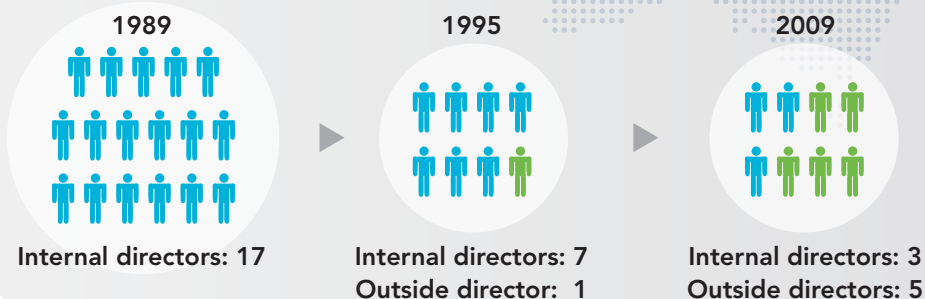 1989
Internal directors: 17
1995
Internal directors: 7
Outside director: 1
2009
Internal directors: 3
Outside directors: 5